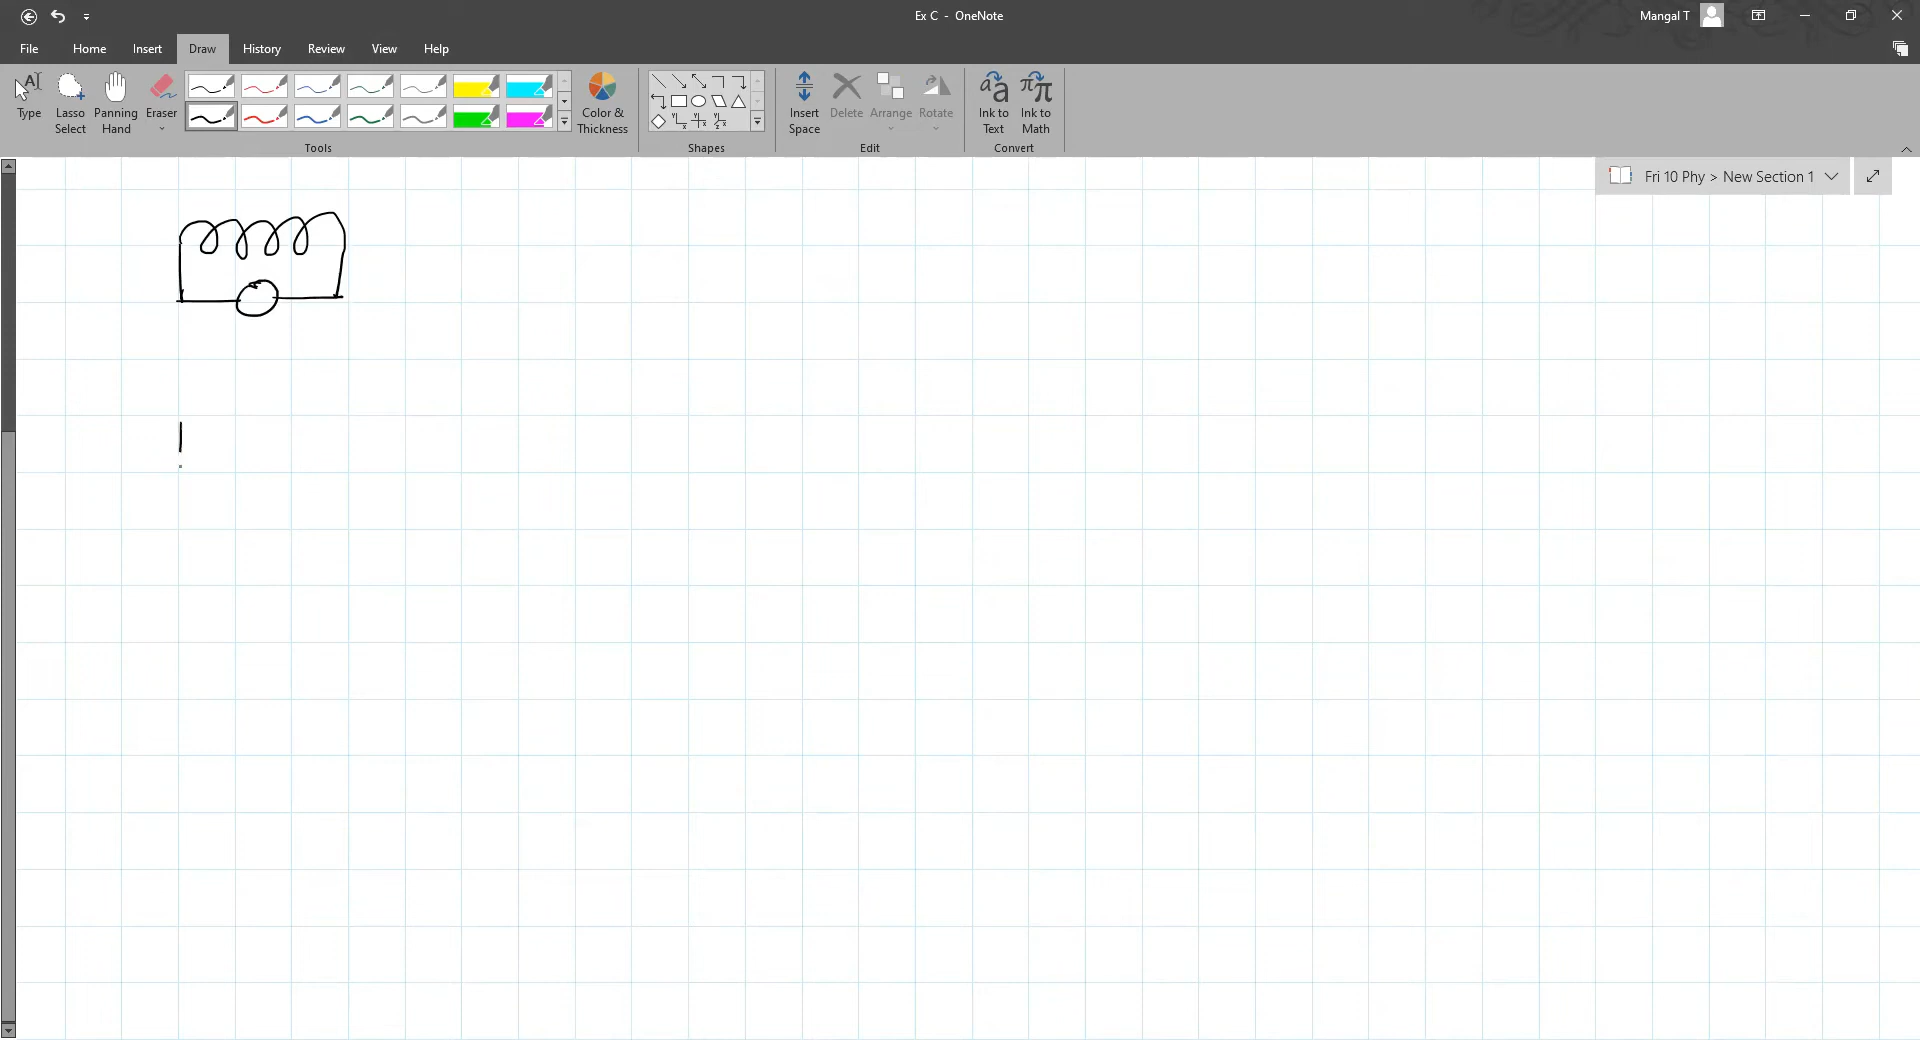 Ex C - OneNote
Mangal T
File Home Insert Draw History Review View Help
Type
Lasso Select
Panning Hand
Eraser
Color & Thickness
Insert Space
Delete
Arrange
Rotate
Ink to Text
Ink to Math
Tools
Shapes
Edit
Convert
Fri 10 Phy > New Section 1